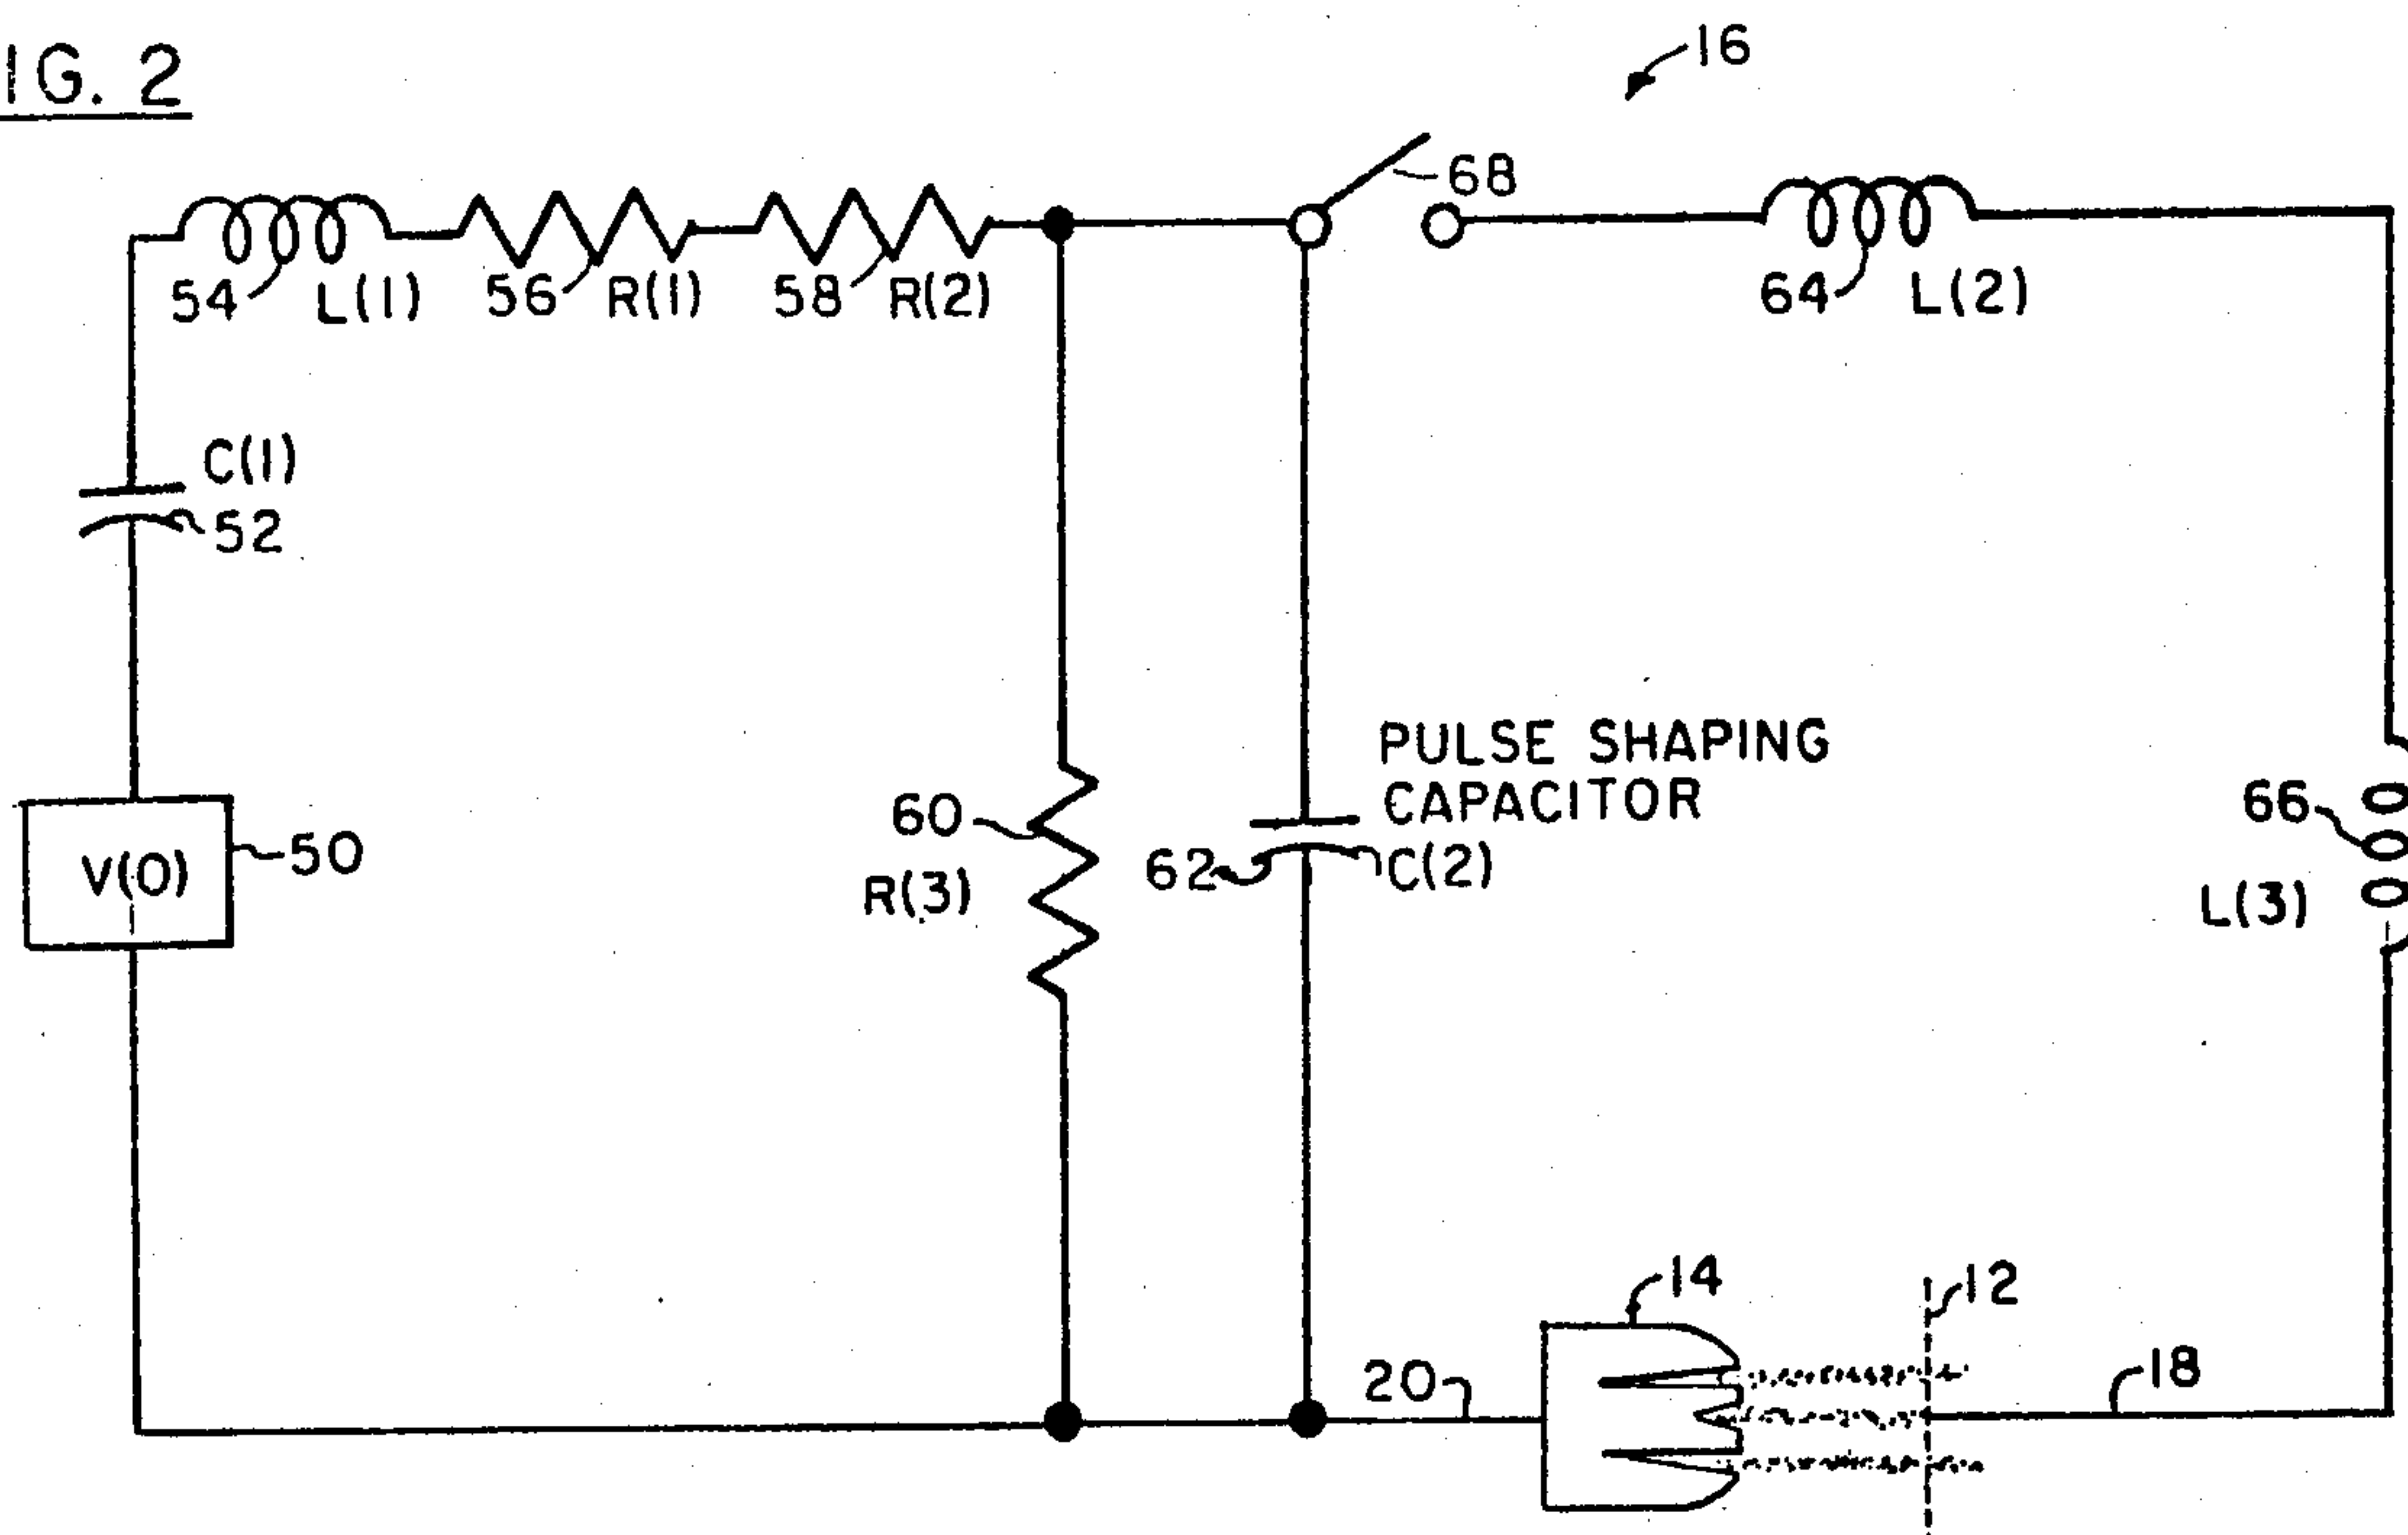 IG. 2
16
68
54 L(1) 56 R(1) 58 R(2) 64 L(2)
C(1)
52
PULSE SHAPING
CAPACITOR
60 66
V(0) 50 62 C(2)
R(3) L(3)
14 12
20 18